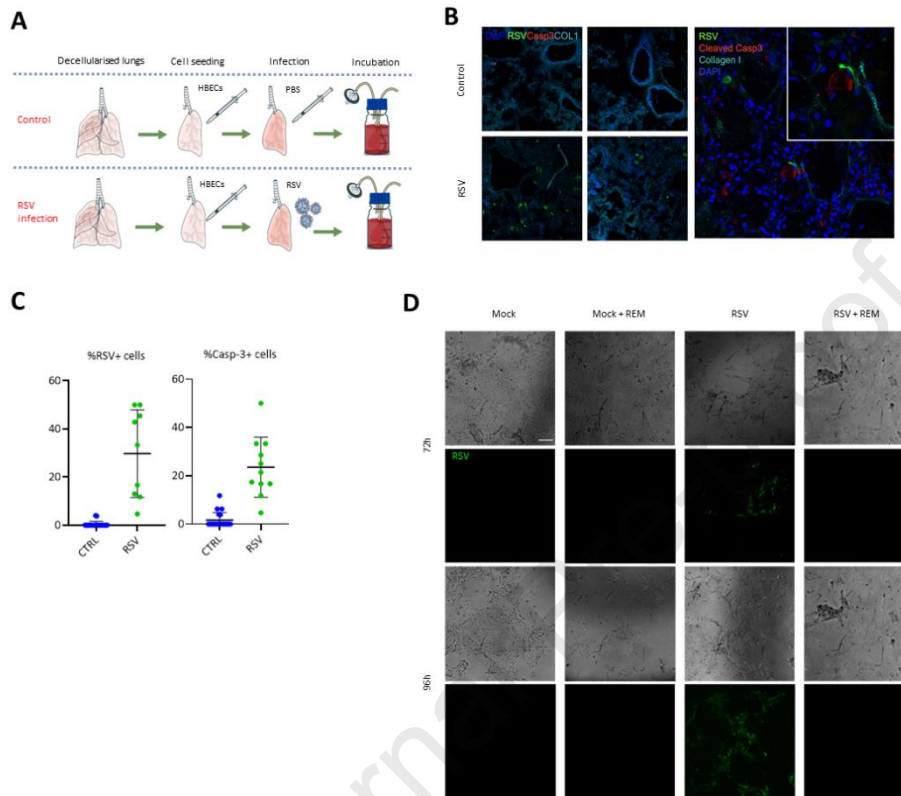 A
Decellularised lungs Cell seeding Infection Incubation
HBECs PBS
Control
HBECs RSV
RSV infection
B
DAPI RSV Casp3 COL1
Control
RSV
RSV
Cleaved Casp3
Collagen I
DAPI
C
%RSV+ cells %Casp-3+ cells
60 60
40 40
20 20
0 0
CTRL RSV CTRL RSV
D
Mock Mock + REM RSV RSV + REM
72h
RSV
96h